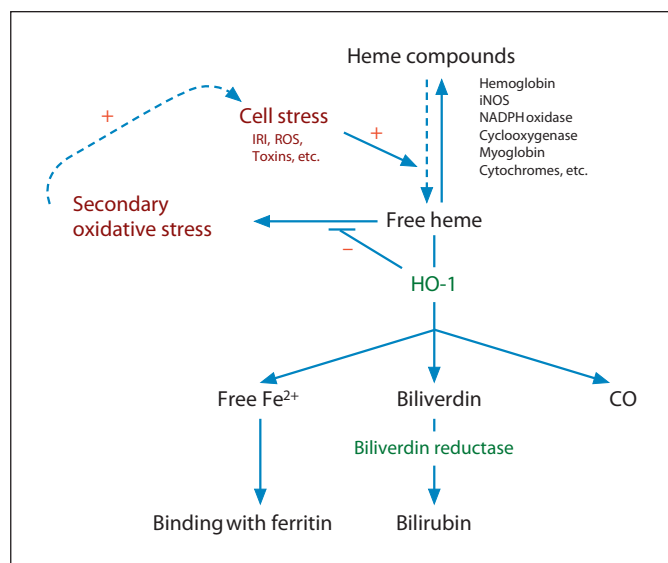 Heme compounds
Hemoglobin
iNOS
NADPH oxidase
Cyclooxygenase
Myoglobin
Cytochromes, etc.
+
Cell stress
IRI, ROS,
Toxins, etc.
+
Secondary
oxidative stress
Free heme
–
HO-1
Free Fe²⁺
Biliverdin
CO
Biliverdin reductase
Binding with ferritin
Bilirubin